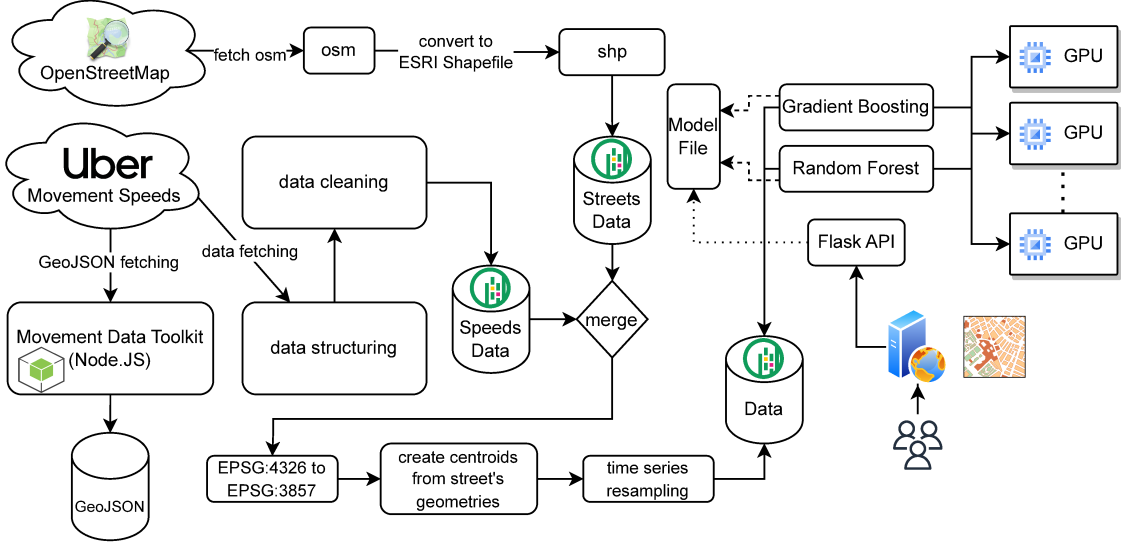 OpenStreetMap
fetch osm
osm
convert to
ESRI Shapefile
shp
Streets
Data
Uber
Movement Speeds
GeoJSON fetching
data fetching
Movement Data Toolkit
(Node.JS)
GeoJSON
data structuring
data cleaning
Speeds
Data
merge
EPSG:4326 to
EPSG:3857
create centroids
from street's
geometries
time series
resampling
Data
Model
File
Gradient Boosting
Random Forest
Flask API
GPU
GPU
GPU